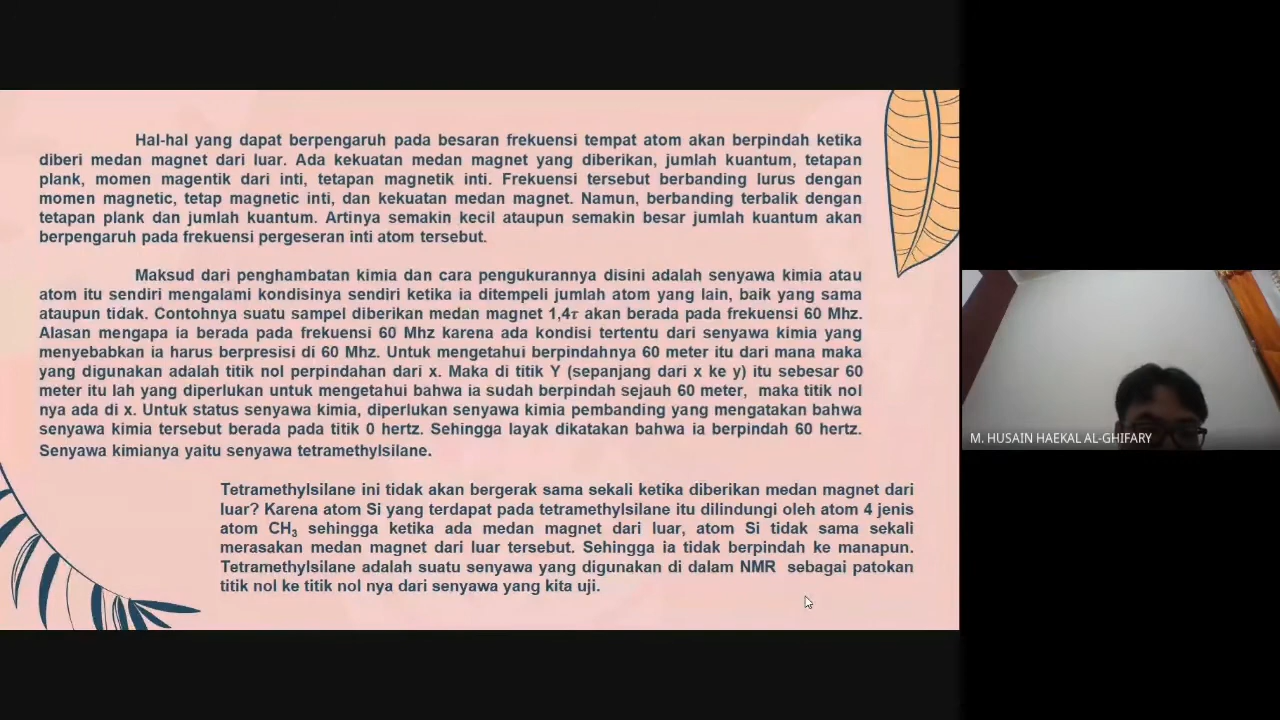 Hal-hal yang dapat berpengaruh pada besaran frekuensi tempat atom akan berpindah ketika
diberi medan magnet dari luar. Ada kekuatan medan magnet yang diberikan, jumlah kuantum, tetapan
plank, momen magentik dari inti, tetapan magnetik inti. Frekuensi tersebut berbanding lurus dengan
momen magnetic, tetap magnetic inti, dan kekuatan medan magnet. Namun, berbanding terbalik dengan
tetapan plank dan jumlah kuantum. Artinya semakin kecil ataupun semakin besar jumlah kuantum akan
berpengaruh pada frekuensi pergeseran inti atom tersebut.
Maksud dari penghambatan kimia dan cara pengukurannya disini adalah senyawa kimia atau
atom itu sendiri mengalami kondisinya sendiri ketika ia ditempeli jumlah atom yang lain, baik yang sama
ataupun tidak. Contohnya suatu sampel diberikan medan magnet 1,4τ akan berada pada frekuensi 60 Mhz.
Alasan mengapa ia berada pada frekuensi 60 Mhz karena ada kondisi tertentu dari senyawa kimia yang
menyebabkan ia harus berpresisi di 60 Mhz. Untuk mengetahui berpindahnya 60 meter itu dari mana maka
yang digunakan adalah titik nol perpindahan dari x. Maka di titik Y (sepanjang dari x ke y) itu sebesar 60
meter itu lah yang diperlukan untuk mengetahui bahwa ia sudah berpindah sejauh 60 meter, maka titik nol
nya ada di x. Untuk status senyawa kimia, diperlukan senyawa kimia pembanding yang mengatakan bahwa
senyawa kimia tersebut berada pada titik 0 hertz. Sehingga layak dikatakan bahwa ia berpindah 60 hertz.
Senyawa kimianya yaitu senyawa tetramethylsilane.
Tetramethylsilane ini tidak akan bergerak sama sekali ketika diberikan medan magnet dari
luar? Karena atom Si yang terdapat pada tetramethylsilane itu dilindungi oleh atom 4 jenis
atom CH₃ sehingga ketika ada medan magnet dari luar, atom Si tidak sama sekali
merasakan medan magnet dari luar tersebut. Sehingga ia tidak berpindah ke manapun.
Tetramethylsilane adalah suatu senyawa yang digunakan di dalam NMR sebagai patokan
titik nol ke titik nol nya dari senyawa yang kita uji.
M. HUSAIN HAEKAL AL-GHIFARY